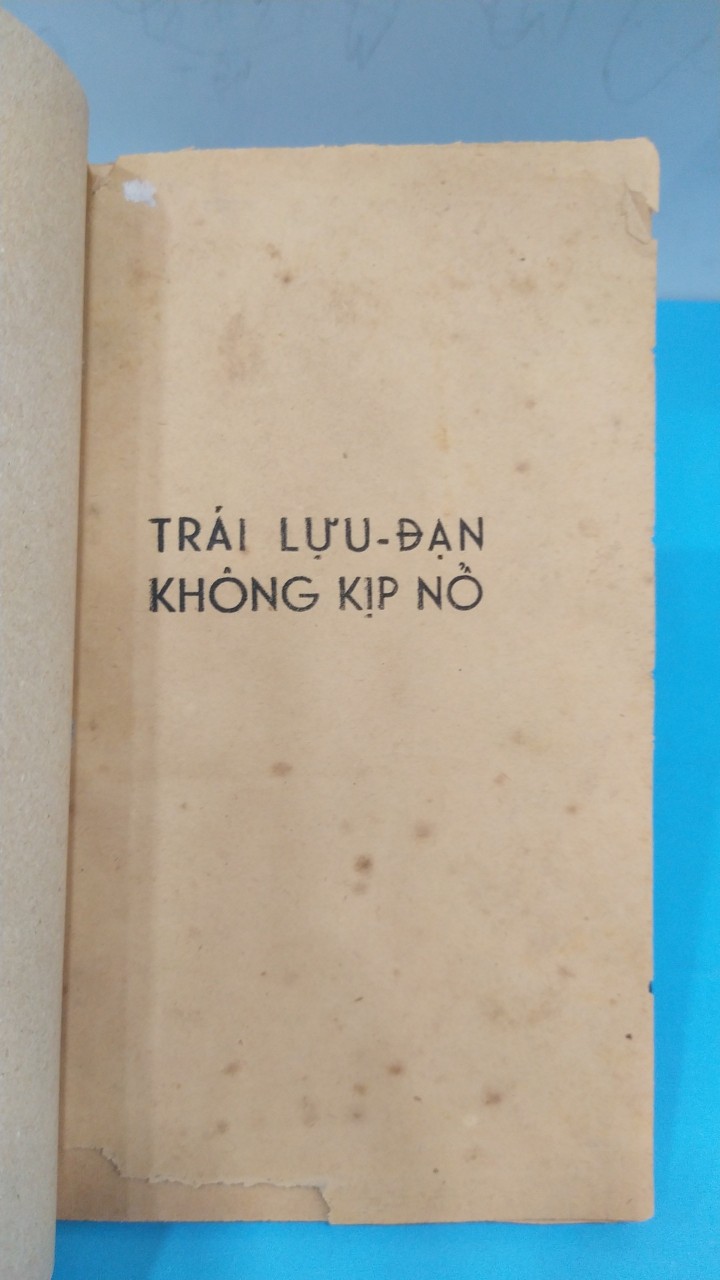 TRÁI LỰU-ĐẠN
KHÔNG KỊP NỔ